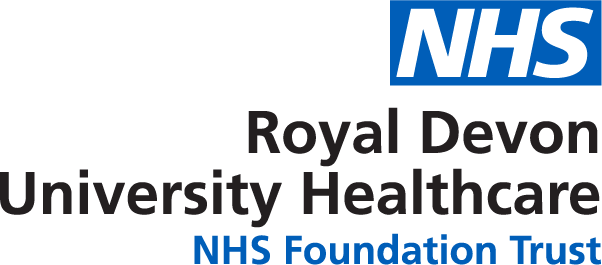 NHS
Royal Devon
University Healthcare
NHS Foundation Trust